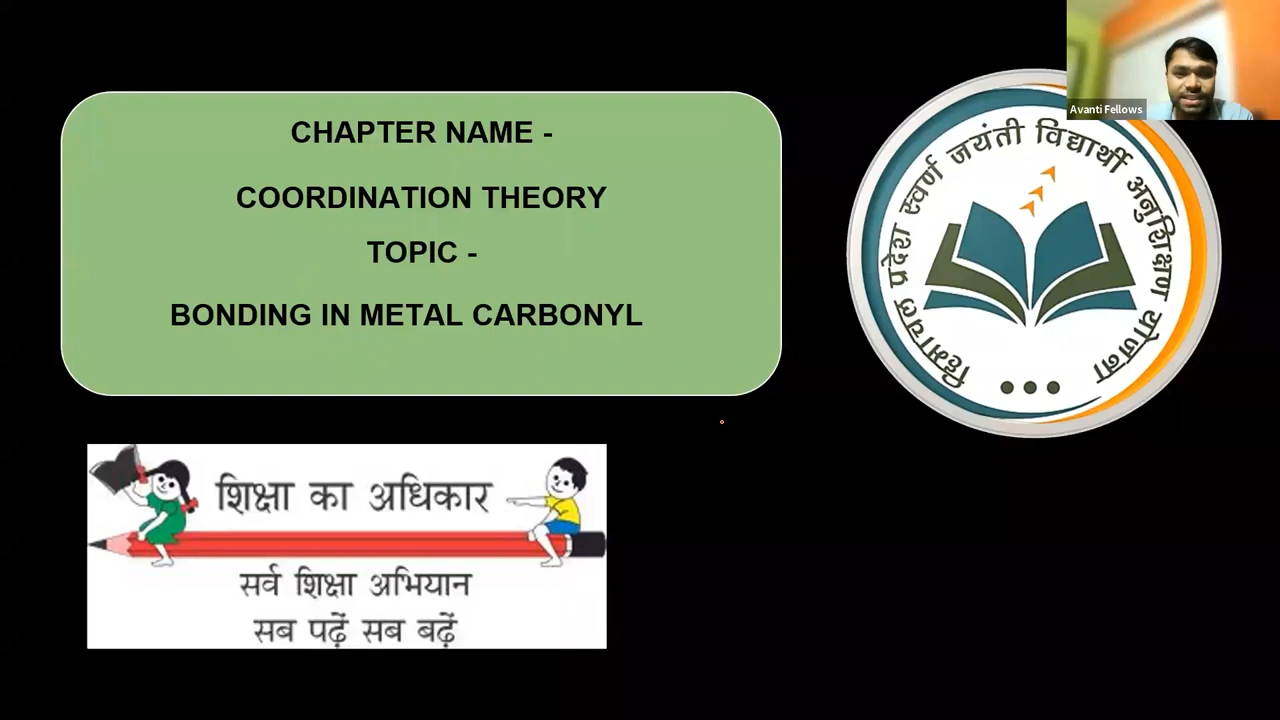 CHAPTER NAME -
COORDINATION THEORY
TOPIC -
BONDING IN METAL CARBONYL
Avanti Fellows
हिमाचल प्रदेश स्वर्ण जयंती विद्यार्थी अनुशिक्षण योजना
शिक्षा का अधिकार
सर्व शिक्षा अभियान
सब पढ़ें सब बढ़ें